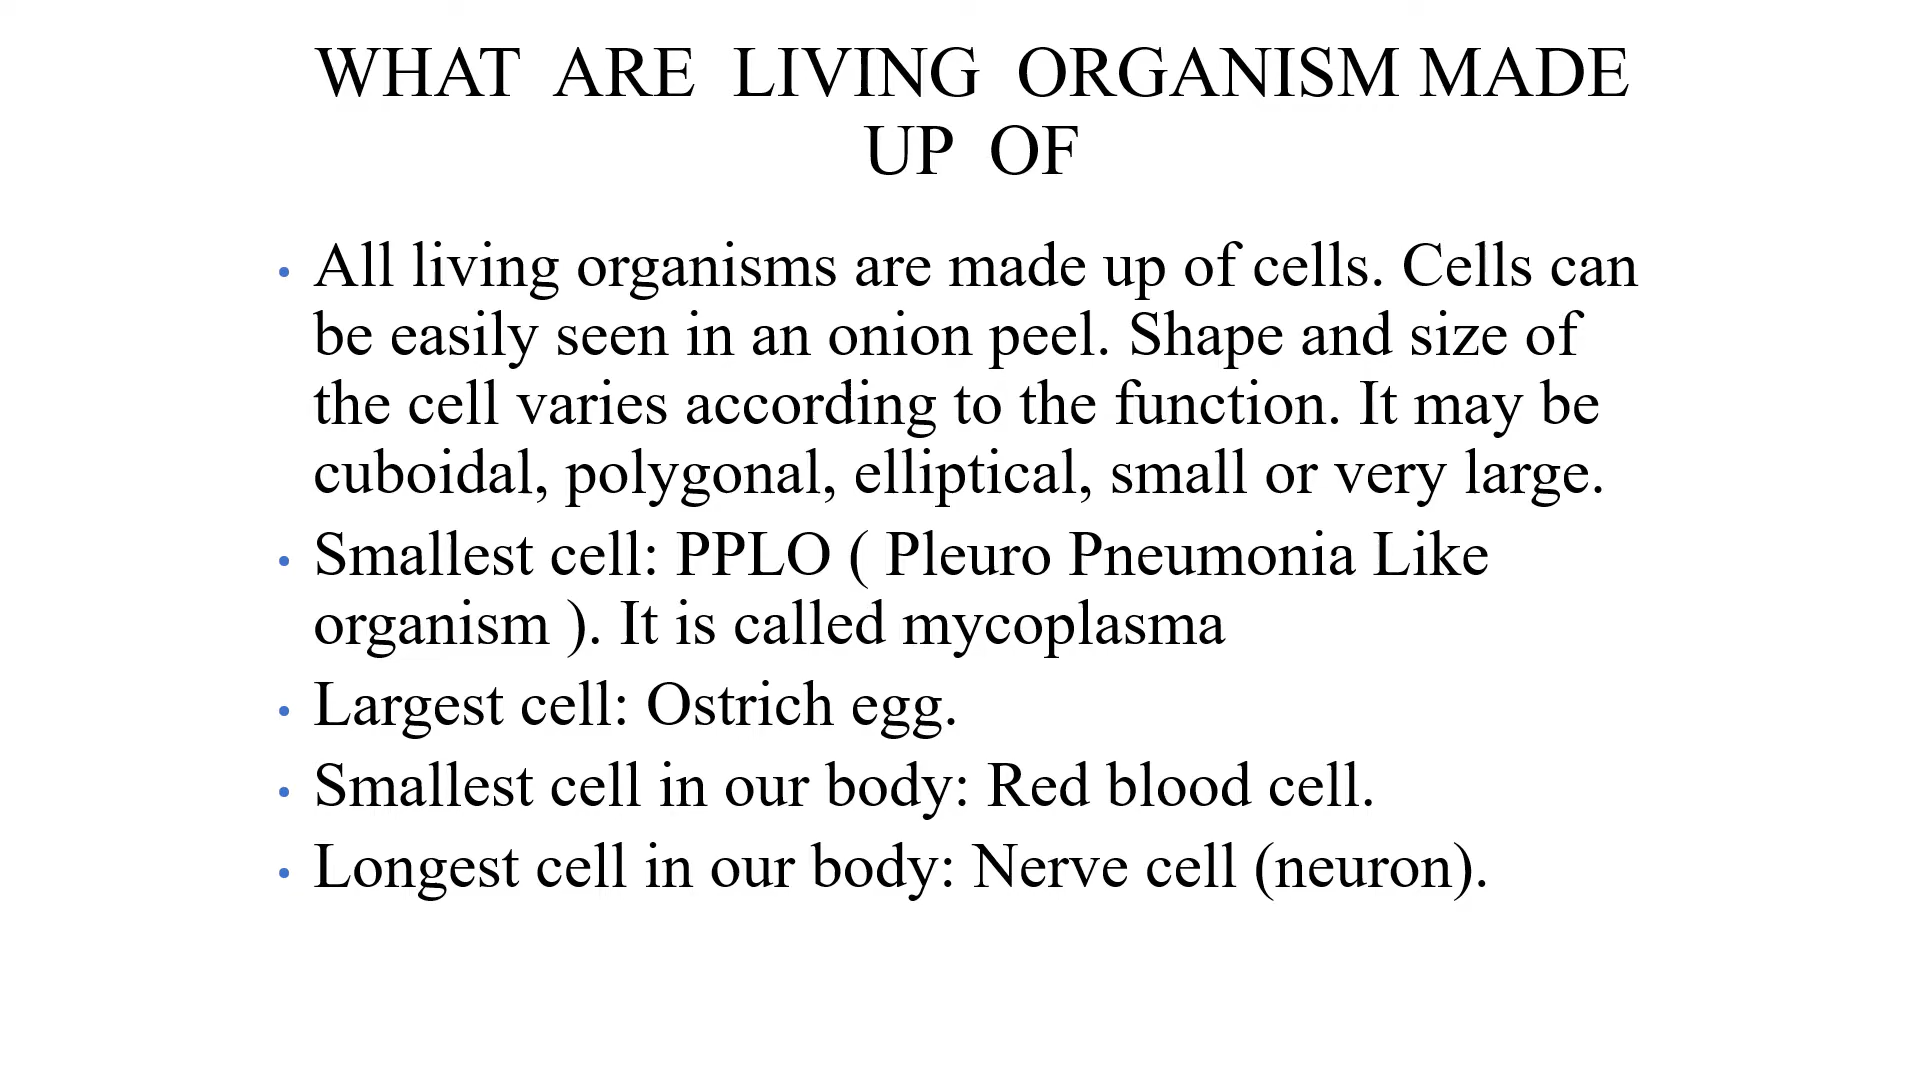 WHAT ARE LIVING ORGANISM MADE
UP OF
• All living organisms are made up of cells. Cells can
be easily seen in an onion peel. Shape and size of
the cell varies according to the function. It may be
cuboidal, polygonal, elliptical, small or very large.
• Smallest cell: PPLO ( Pleuro Pneumonia Like
organism ). It is called mycoplasma
• Largest cell: Ostrich egg.
• Smallest cell in our body: Red blood cell.
• Longest cell in our body: Nerve cell (neuron).